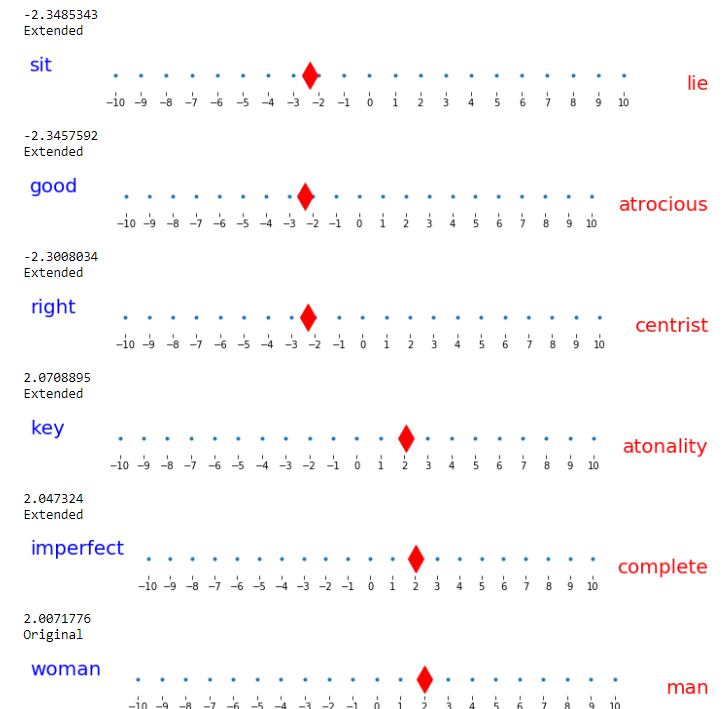 -2.3485343
Extended
sit
lie
−10 −9 −8 −7 −6 −5 −4 −3 −2 −1 0 1 2 3 4 5 6 7 8 9 10
-2.3457592
Extended
good
atrocious
−10 −9 −8 −7 −6 −5 −4 −3 −2 −1 0 1 2 3 4 5 6 7 8 9 10
-2.3008034
Extended
right
centrist
−10 −9 −8 −7 −6 −5 −4 −3 −2 −1 0 1 2 3 4 5 6 7 8 9 10
2.0708895
Extended
key
atonality
−10 −9 −8 −7 −6 −5 −4 −3 −2 −1 0 1 2 3 4 5 6 7 8 9 10
2.047324
Extended
imperfect
complete
−10 −9 −8 −7 −6 −5 −4 −3 −2 −1 0 1 2 3 4 5 6 7 8 9 10
2.0071776
Original
woman
man
−10 −9 −8 −7 −6 −5 −4 −3 −2 −1 0 1 2 3 4 5 6 7 8 9 10